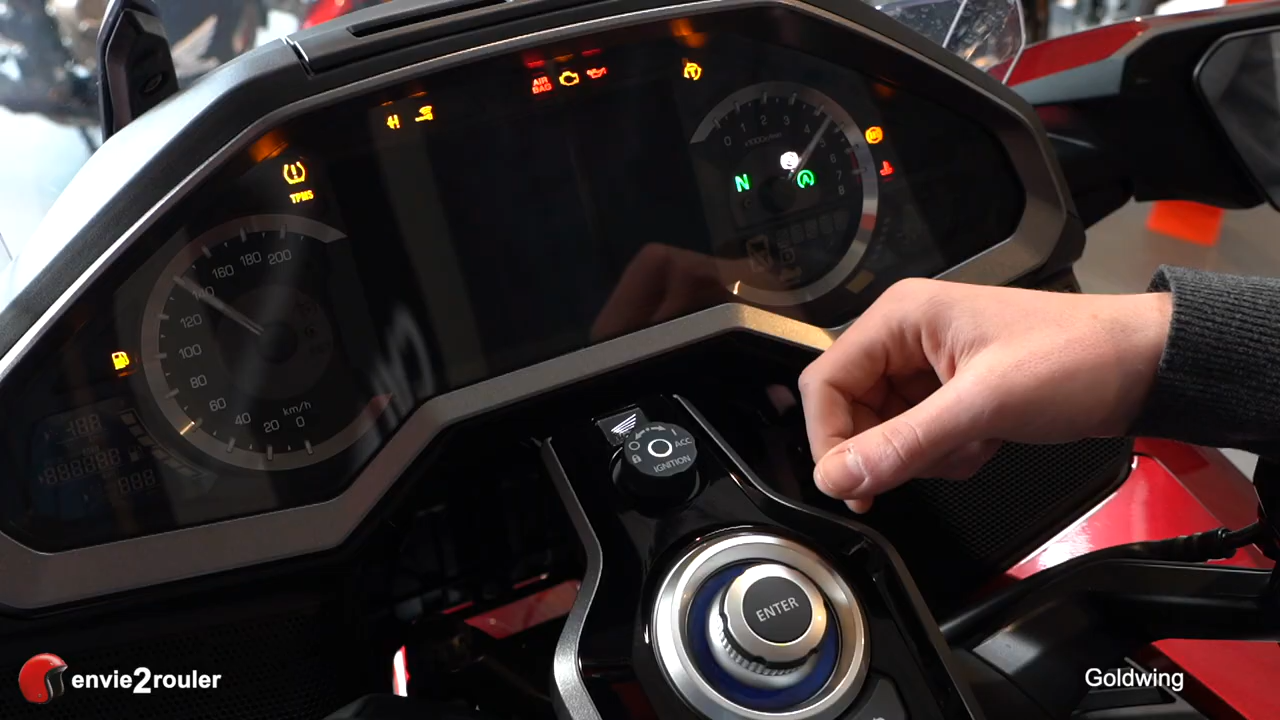 AIR
BAG
TPMS
N
A
0 1 2 3 4 5 6 7 8
0 20 40 60 80 100 120 140 160 180 200
km/h
ACC
IGNITION
ENTER
envie2rouler
Goldwing